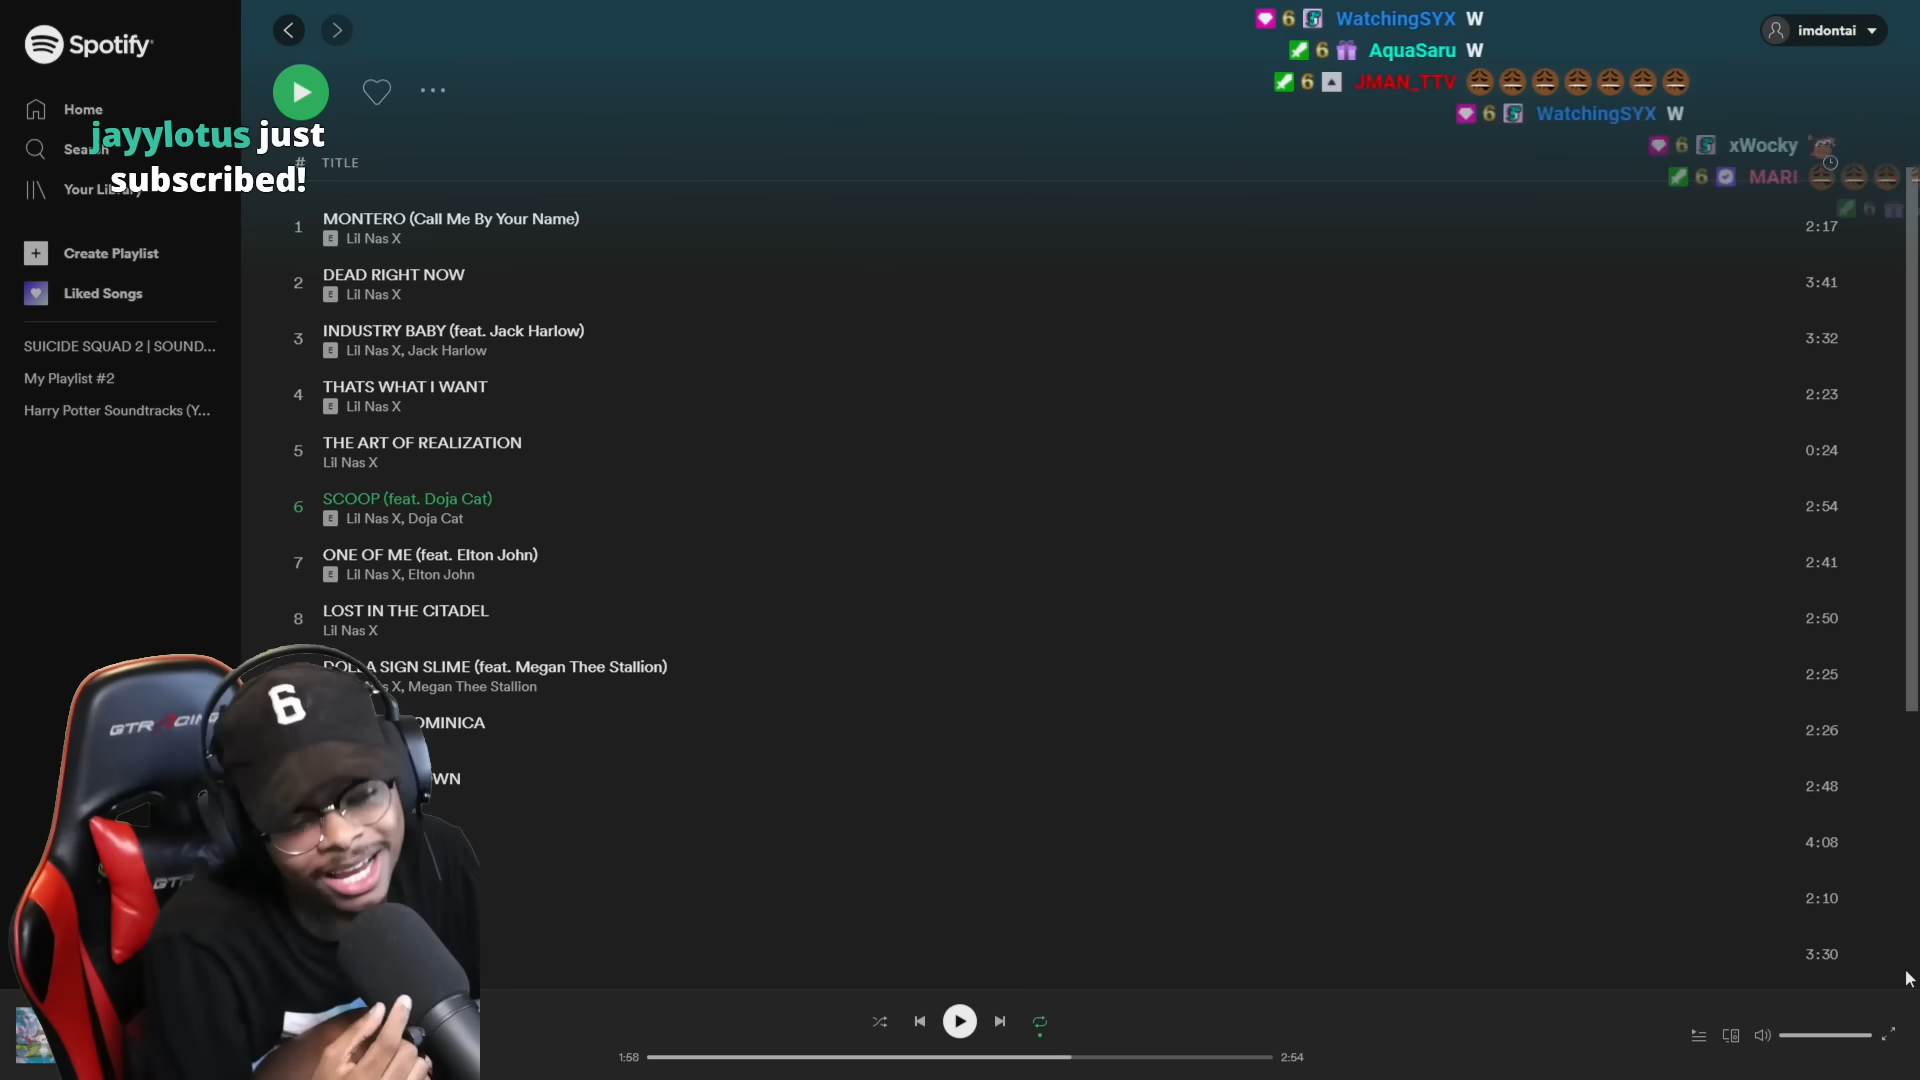 Spotify
imdontai
6 WatchingSYX W
6 AquaSaru W
6 JMAN_TTV
6 WatchingSYX W
6 xWocky
6 MARI
6
Home
Search
Your Library
jayylotus just
subscribed!
Create Playlist
Liked Songs
SUICIDE SQUAD 2 | SOUND...
My Playlist #2
Harry Potter Soundtracks (Y...
# TITLE
1 MONTERO (Call Me By Your Name) 2:17
E Lil Nas X
2 DEAD RIGHT NOW 3:41
E Lil Nas X
3 INDUSTRY BABY (feat. Jack Harlow) 3:32
E Lil Nas X, Jack Harlow
4 THATS WHAT I WANT 2:23
E Lil Nas X
5 THE ART OF REALIZATION 0:24
Lil Nas X
6 SCOOP (feat. Doja Cat) 2:54
E Lil Nas X, Doja Cat
7 ONE OF ME (feat. Elton John) 2:41
E Lil Nas X, Elton John
8 LOST IN THE CITADEL 2:50
Lil Nas X
DOLLA SIGN SLIME (feat. Megan Thee Stallion) 2:25
s X, Megan Thee Stallion
OMINICA 2:26
WN 2:48
4:08
2:10
3:30
6
GTRACING
GTR
1:58 2:54